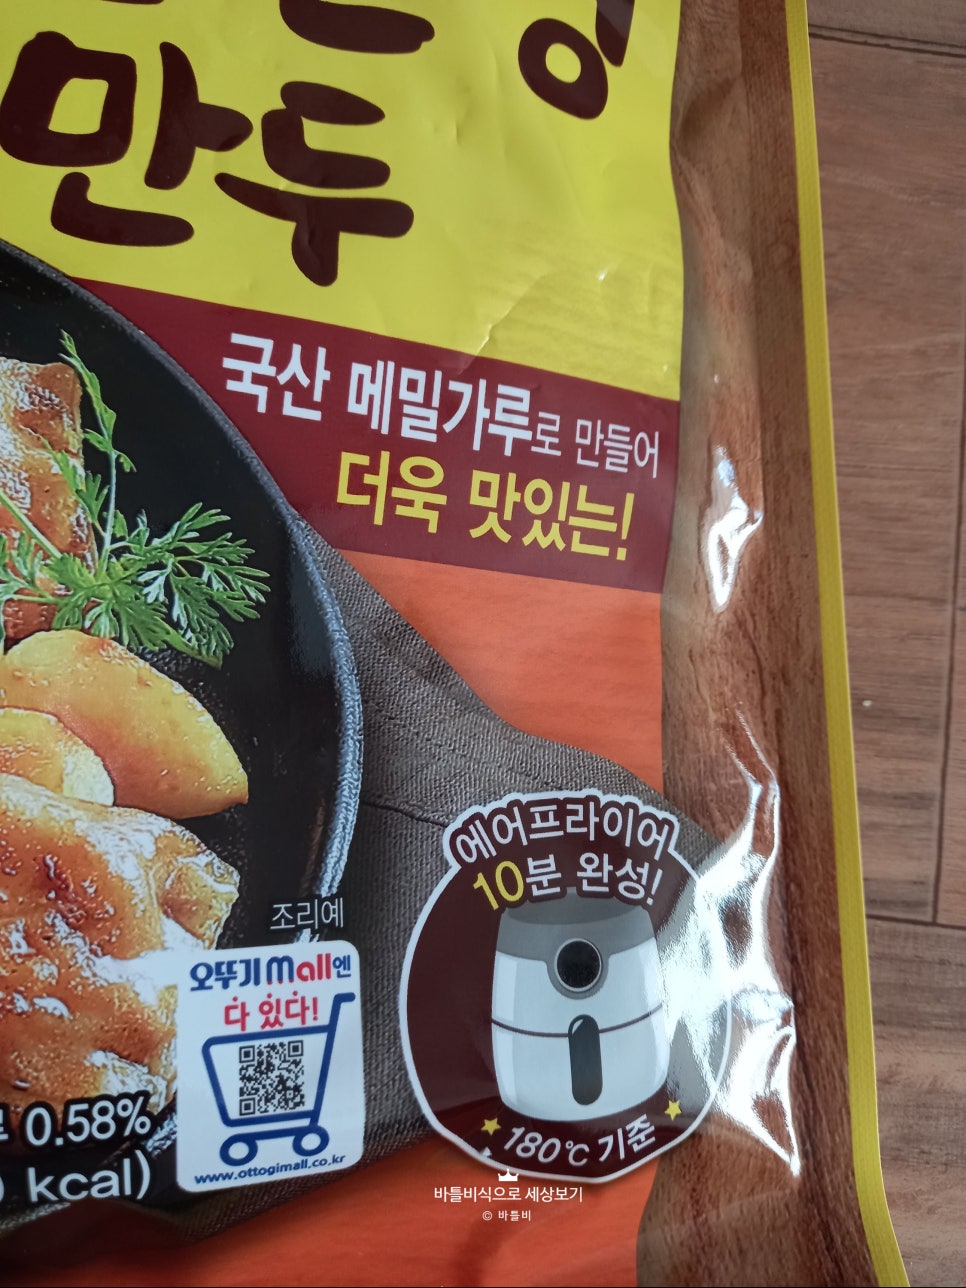 만두
국산 메밀가루로 만들어
더욱 맛있는!
에어프라이어
10분 완성!
조리예
오뚜기mall엔
다 있다!
0.58%
kcal)
www.ottogimall.co.kr
180℃ 기준
바틀비식으로 세상보기
© 바틀비